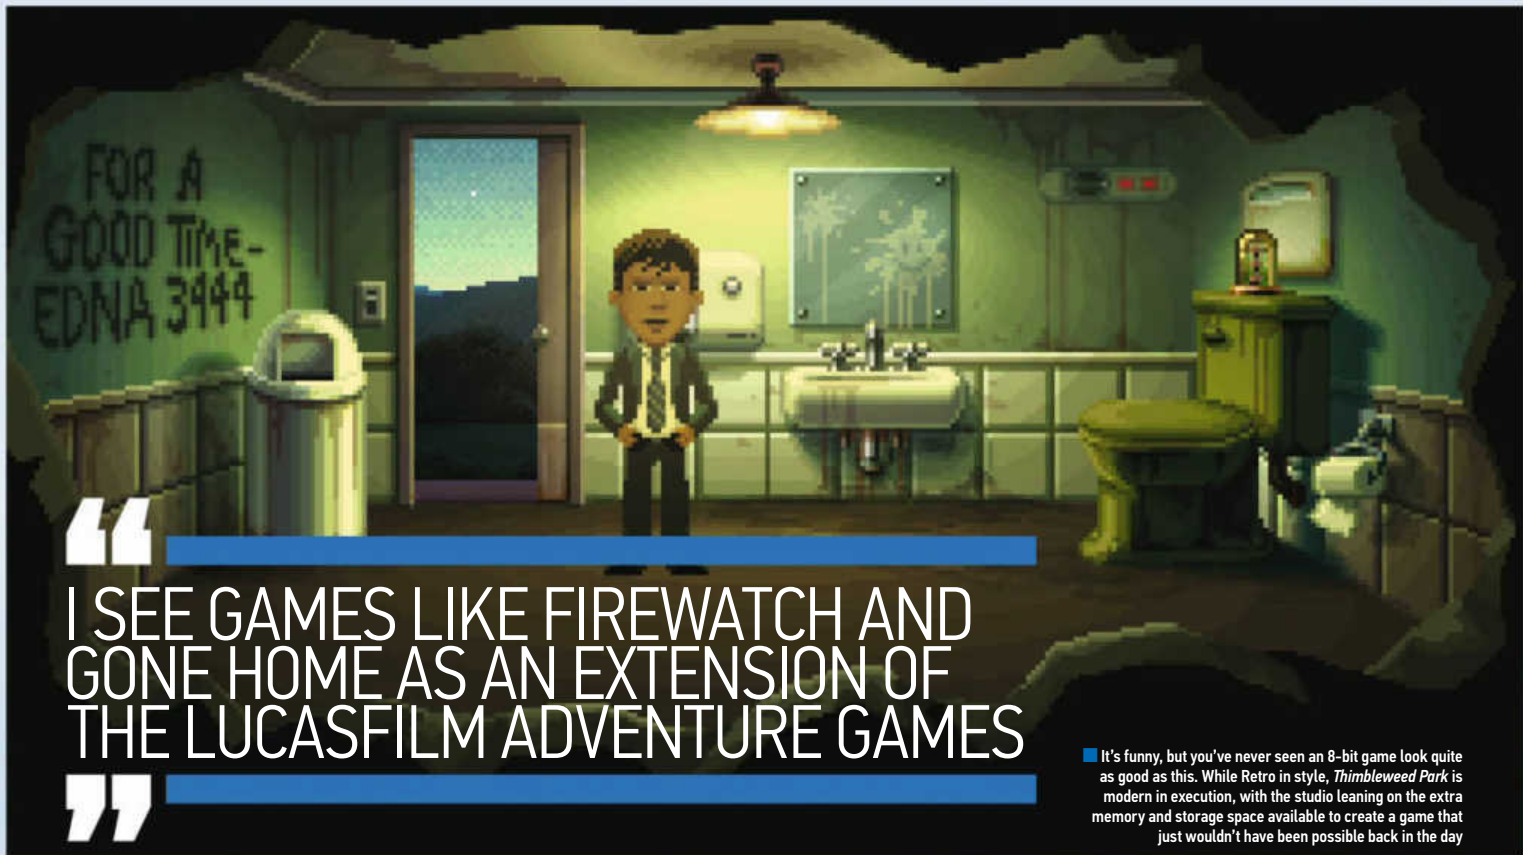 FOR A
GOOD TIME-
EDNA 3444
“
I SEE GAMES LIKE FIREWATCH AND
GONE HOME AS AN EXTENSION OF
THE LUCASFILM ADVENTURE GAMES
”
It’s funny, but you’ve never seen an 8-bit game look quite
as good as this. While Retro in style, Thimbleweed Park is
modern in execution, with the studio leaning on the extra
memory and storage space available to create a game that
just wouldn’t have been possible back in the day